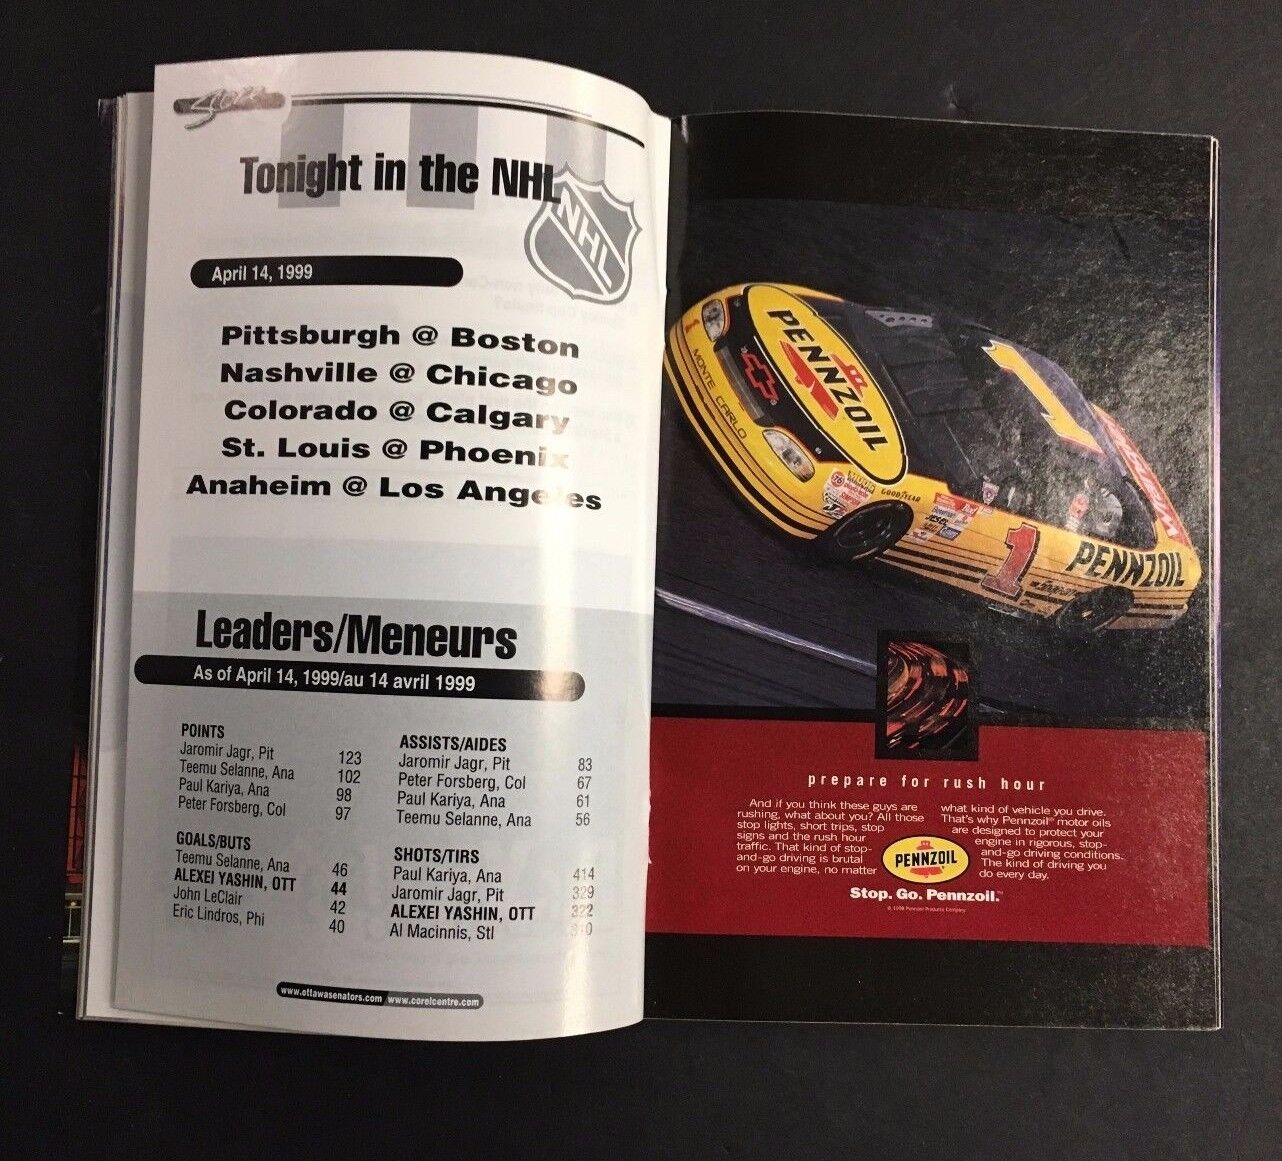 Tonight in the NHL
NHL
April 14, 1999
Pittsburgh @ Boston
Nashville @ Chicago
Colorado @ Calgary
St. Louis @ Phoenix
Anaheim @ Los Angeles
Leaders/Meneurs
As of April 14, 1999/au 14 avril 1999
POINTS
Jaromir Jagr, Pit 123
Teemu Selanne, Ana 102
Paul Kariya, Ana 98
Peter Forsberg, Col 97
GOALS/BUTS
Teemu Selanne, Ana 46
ALEXEI YASHIN, OTT 44
John LeClair 42
Eric Lindros, Phi 40
ASSISTS/AIDES
Jaromir Jagr, Pit 83
Peter Forsberg, Col 67
Paul Kariya, Ana 61
Teemu Selanne, Ana 56
SHOTS/TIRS
Paul Kariya, Ana 414
Jaromir Jagr, Pit 329
ALEXEI YASHIN, OTT 322
Al Macinnis, Stl
www.ottawasenators.com www.corelcentre.com
1
MONTE CARLO
PENNZOIL
1
GOODYEAR
76
1
PENNZOIL
prepare for rush hour
And if you think these guys are
rushing, what about you? All those
stop lights, short trips, stop
signs and the rush hour
traffic. That kind of stop-
and-go driving is brutal
on your engine, no matter
what kind of vehicle you drive.
That's why Pennzoil® motor oils
are designed to protect your
engine in rigorous, stop-
and-go driving conditions.
The kind of driving you
do every day.
PENNZOIL
Stop. Go. Pennzoil.™
© 1998 Pennzoil Products Company